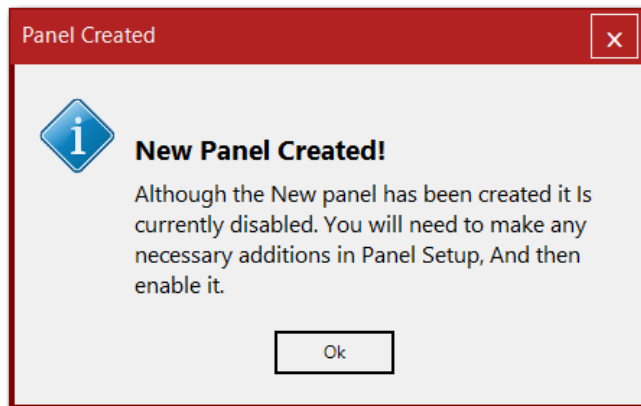 Panel Created
x
New Panel Created!
Although the New panel has been created it Is
currently disabled. You will need to make any
necessary additions in Panel Setup, And then
enable it.
Ok